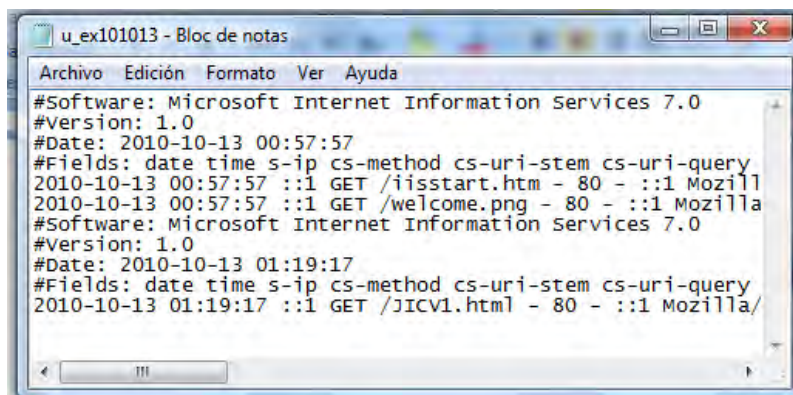 u_ex101013 - Bloc de notas
Archivo Edición Formato Ver Ayuda
#Software: Microsoft Internet Information Services 7.0
#Version: 1.0
#Date: 2010-10-13 00:57:57
#Fields: date time s-ip cs-method cs-uri-stem cs-uri-query
2010-10-13 00:57:57 ::1 GET /iisstart.htm - 80 - ::1 Mozill
2010-10-13 00:57:57 ::1 GET /welcome.png - 80 - ::1 Mozilla
#Software: Microsoft Internet Information Services 7.0
#Version: 1.0
#Date: 2010-10-13 01:19:17
#Fields: date time s-ip cs-method cs-uri-stem cs-uri-query
2010-10-13 01:19:17 ::1 GET /JICV1.html - 80 - ::1 Mozilla/